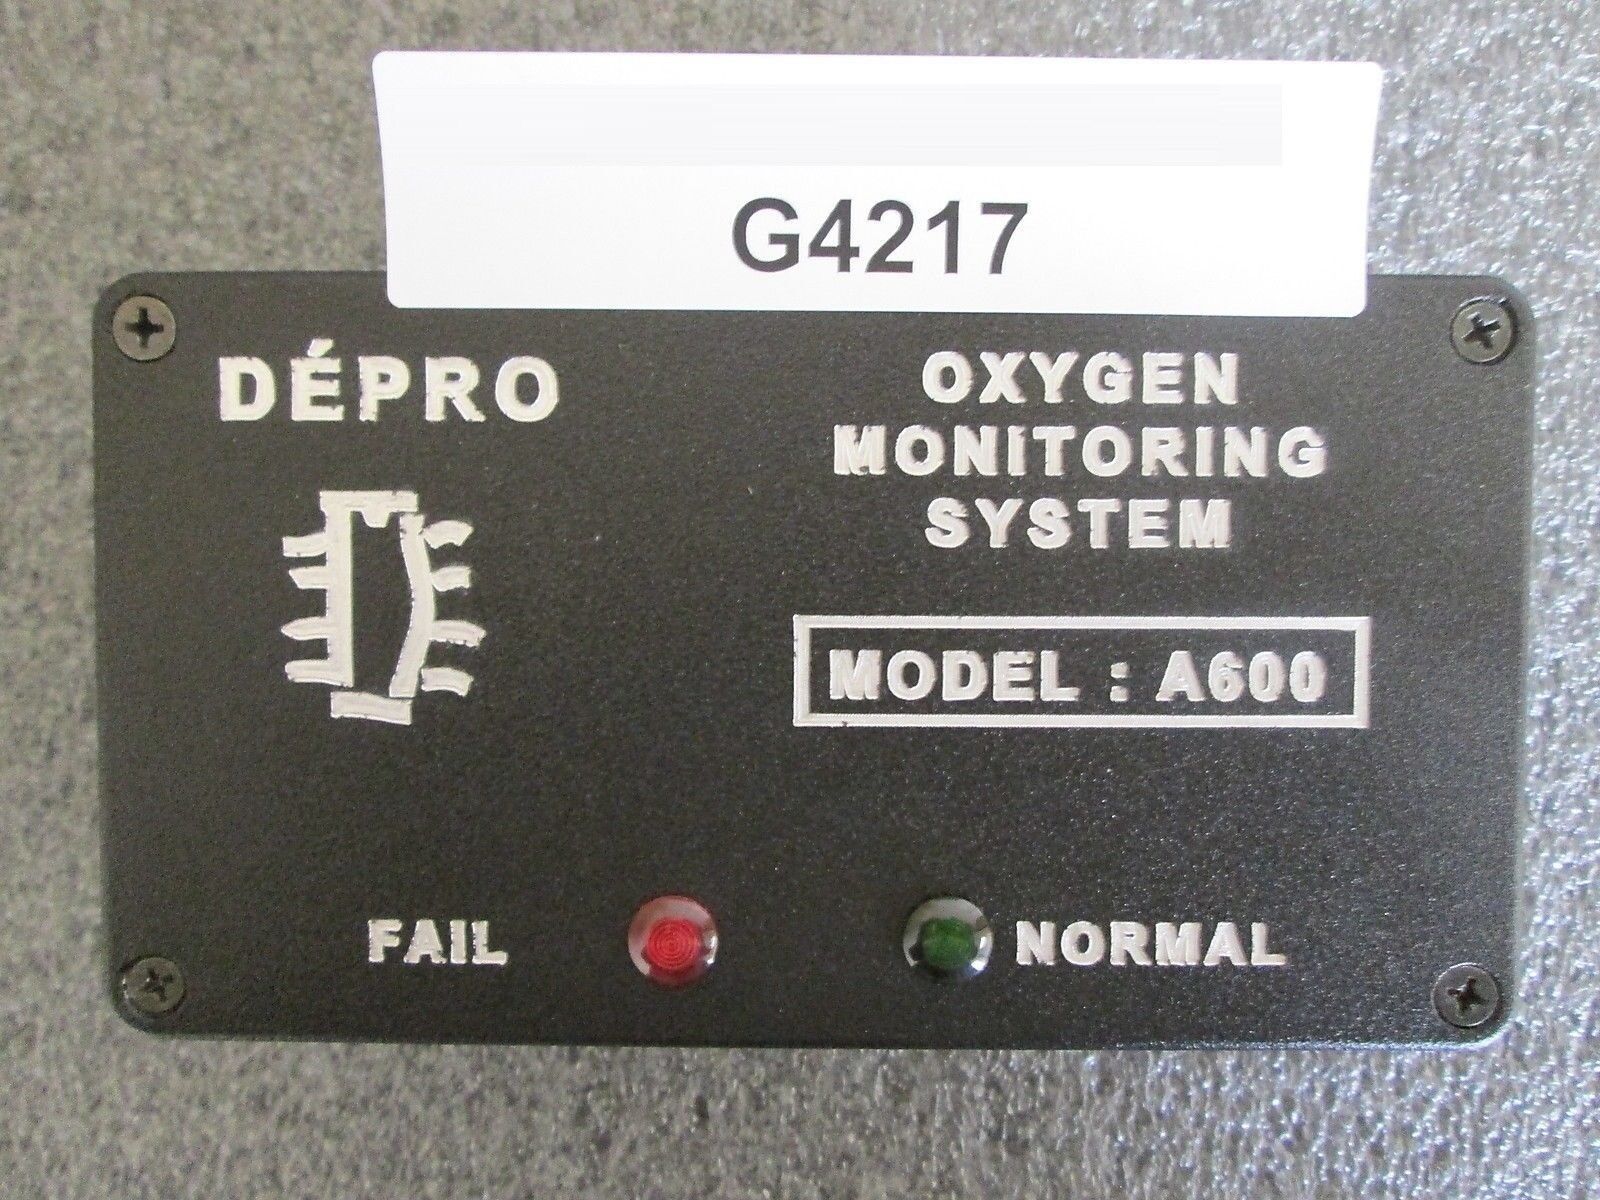 G4217
DÉPRO
OXYGEN
MONITORING
SYSTEM
MODEL : A600
FAIL
NORMAL